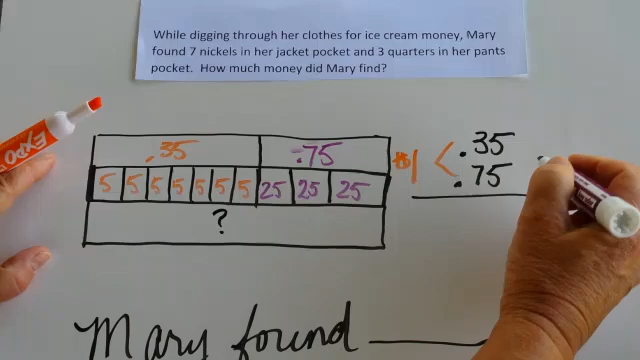 While digging through her clothes for ice cream money, Mary
found 7 nickels in her jacket pocket and 3 quarters in her pants
pocket. How much money did Mary find?
EXPO
.35 .75
5 5 5 5 5 5 5 25 25 25
?
.35
.75
Mary found